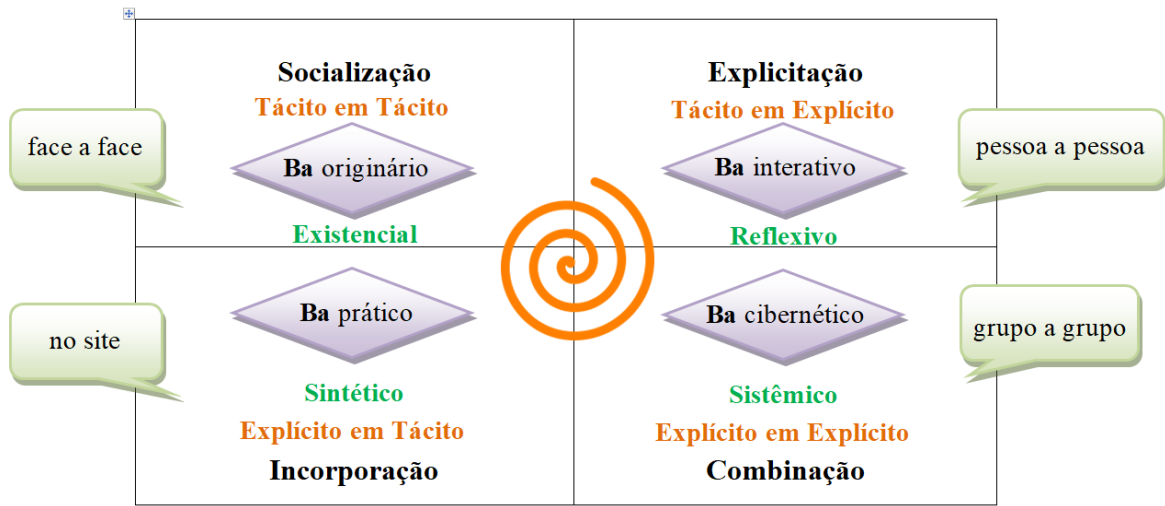 Socialização
Tácito em Tácito
face a face
Ba originário
Existencial
Explicitação
Tácito em Explícito
Ba interativo
pessoa a pessoa
Reflexivo
Ba prático
no site
Sintético
Explícito em Tácito
Incorporação
Ba cibernético
grupo a grupo
Sistêmico
Explícito em Explícito
Combinação